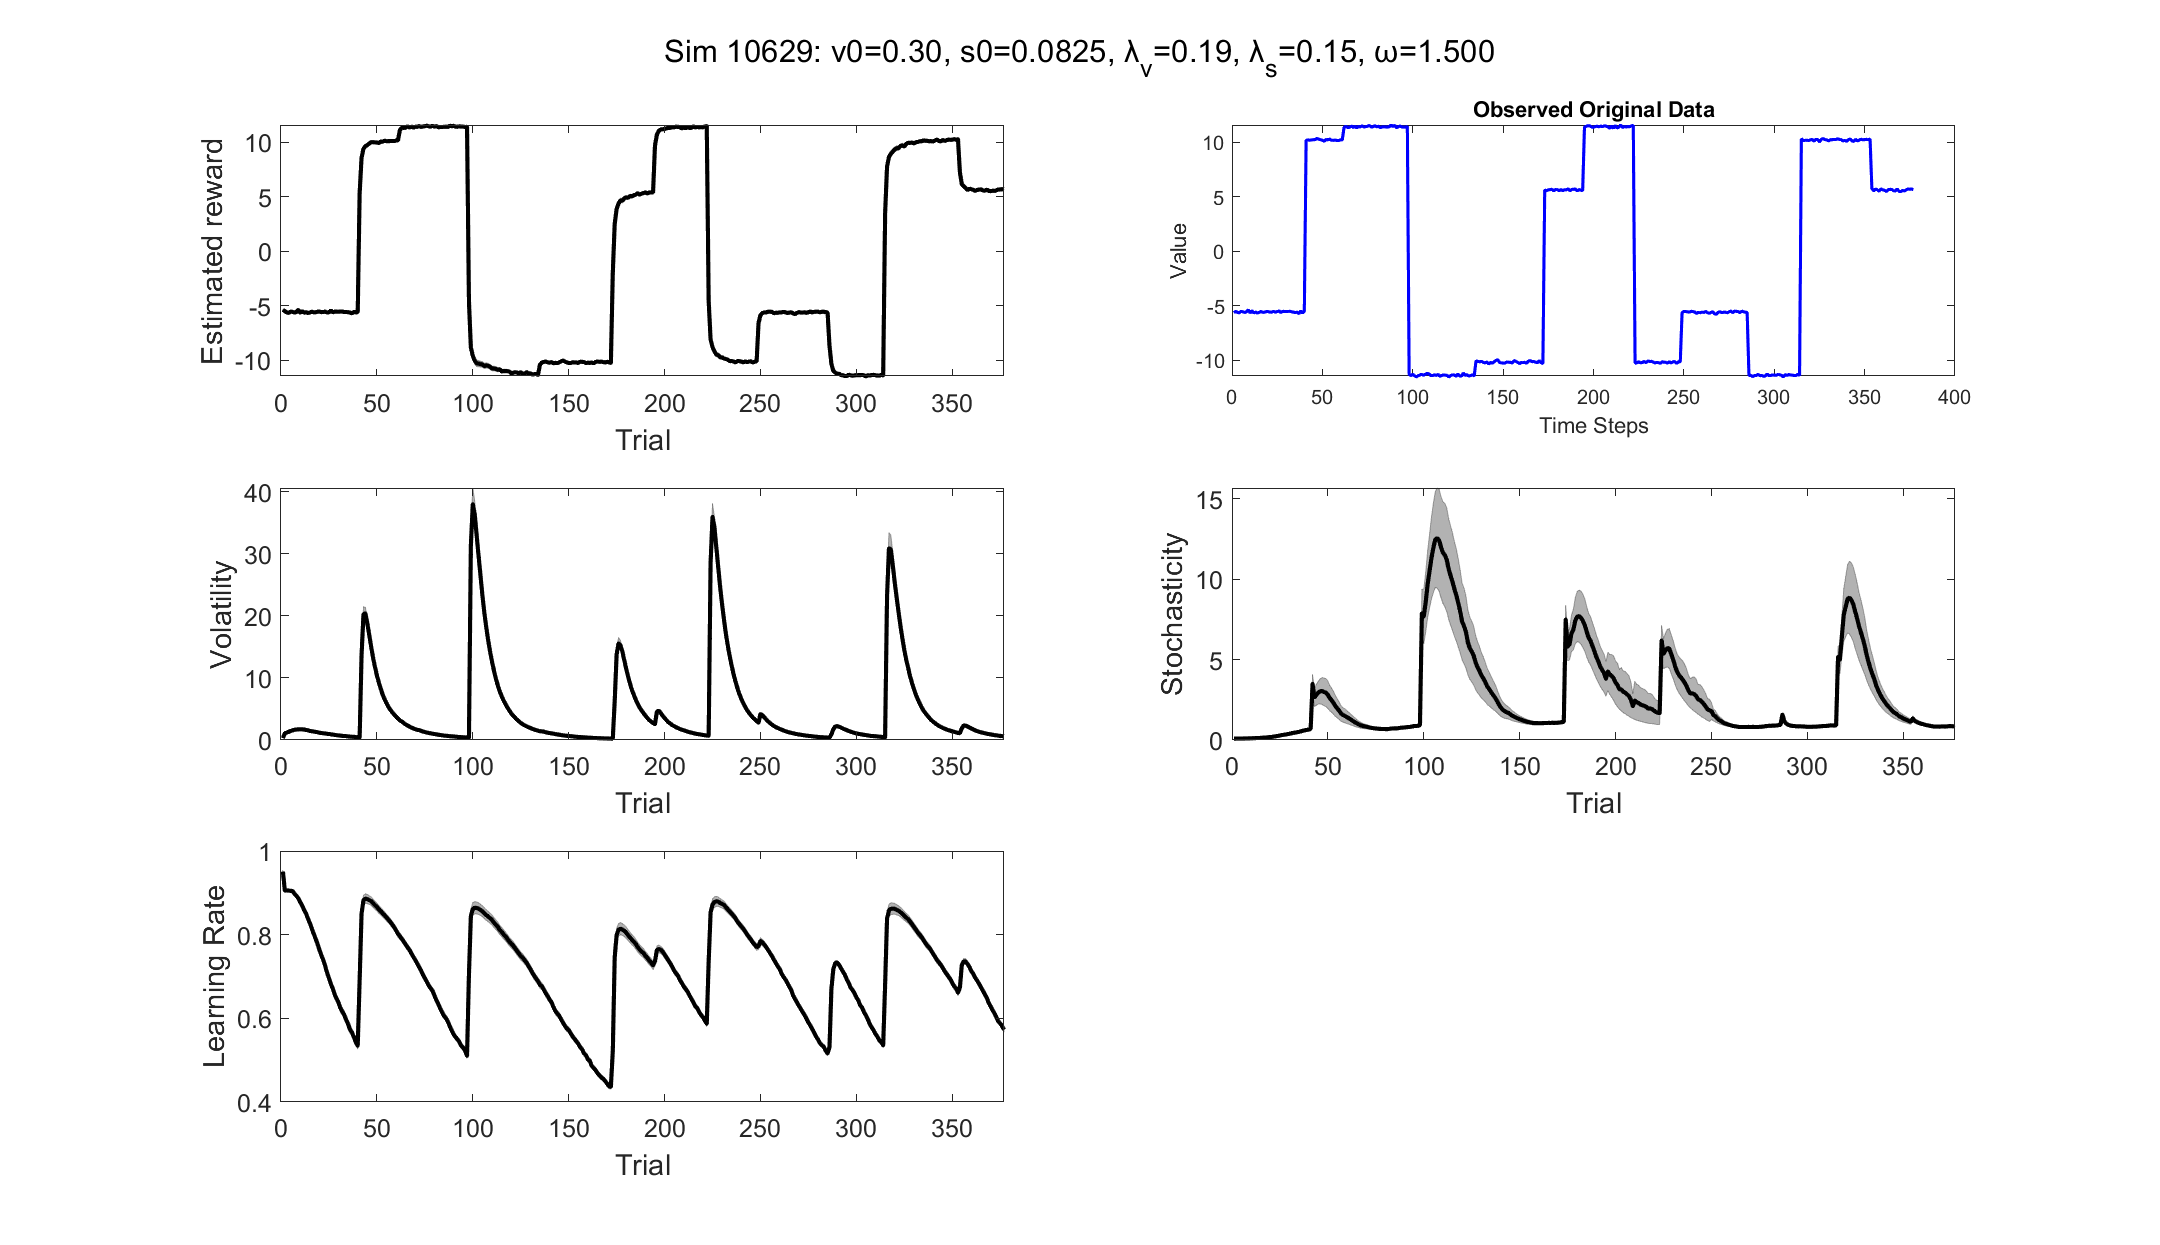 Sim 10629: v0=0.30, s0=0.0825, λv=0.19, λs=0.15, ω=1.500
Estimated reward
10
5
0
-5
-10
0 50 100 150 200 250 300 350
Trial
Observed Original Data
Value
10
5
0
-5
-10
0 50 100 150 200 250 300 350 400
Time Steps
Volatility
40
30
20
10
0
0 50 100 150 200 250 300 350
Trial
Stochasticity
15
10
5
0
0 50 100 150 200 250 300 350
Trial
Learning Rate
1
0.8
0.6
0.4
0 50 100 150 200 250 300 350
Trial